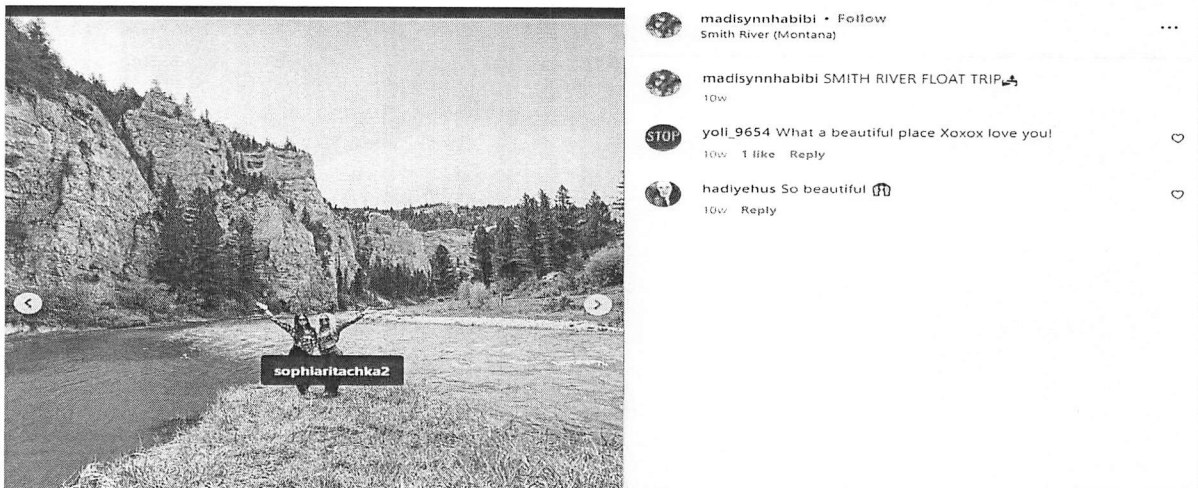 madisynnhabibi • Follow
Smith River (Montana)
madisynnhabibi SMITH RIVER FLOAT TRIP🚣
10w
STOP
yoli_9654 What a beautiful place Xoxox love you!
10w 1 like Reply
hadiyehus So beautiful 🫶
10w Reply
sophiaritachka2